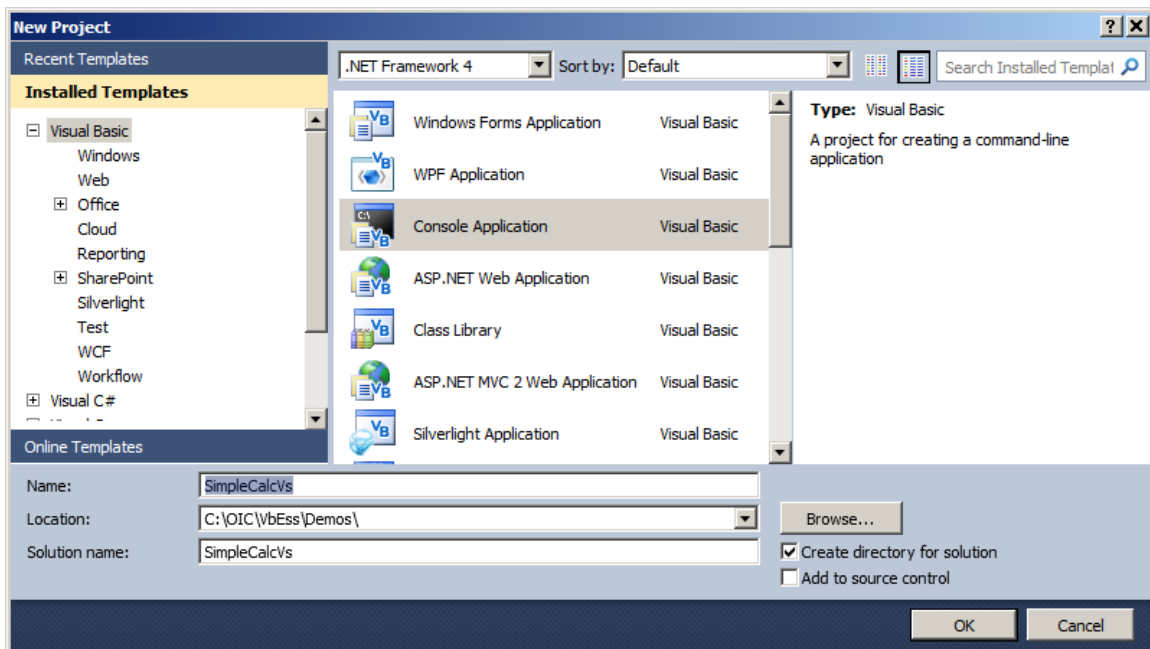 New Project
Recent Templates
Installed Templates
Visual Basic
Windows
Web
Office
Cloud
Reporting
SharePoint
Silverlight
Test
WCF
Workflow
Visual C#
Online Templates
.NET Framework 4 Sort by: Default Search Installed Templat
Windows Forms Application Visual Basic
WPF Application Visual Basic
Console Application Visual Basic
ASP.NET Web Application Visual Basic
Class Library Visual Basic
ASP.NET MVC 2 Web Application Visual Basic
Silverlight Application Visual Basic
Type: Visual Basic
A project for creating a command-line
application
Name: SimpleCalcVs
Location: C:\OIC\VbEss\Demos\ Browse...
Solution name: SimpleCalcVs Create directory for solution
Add to source control
OK Cancel